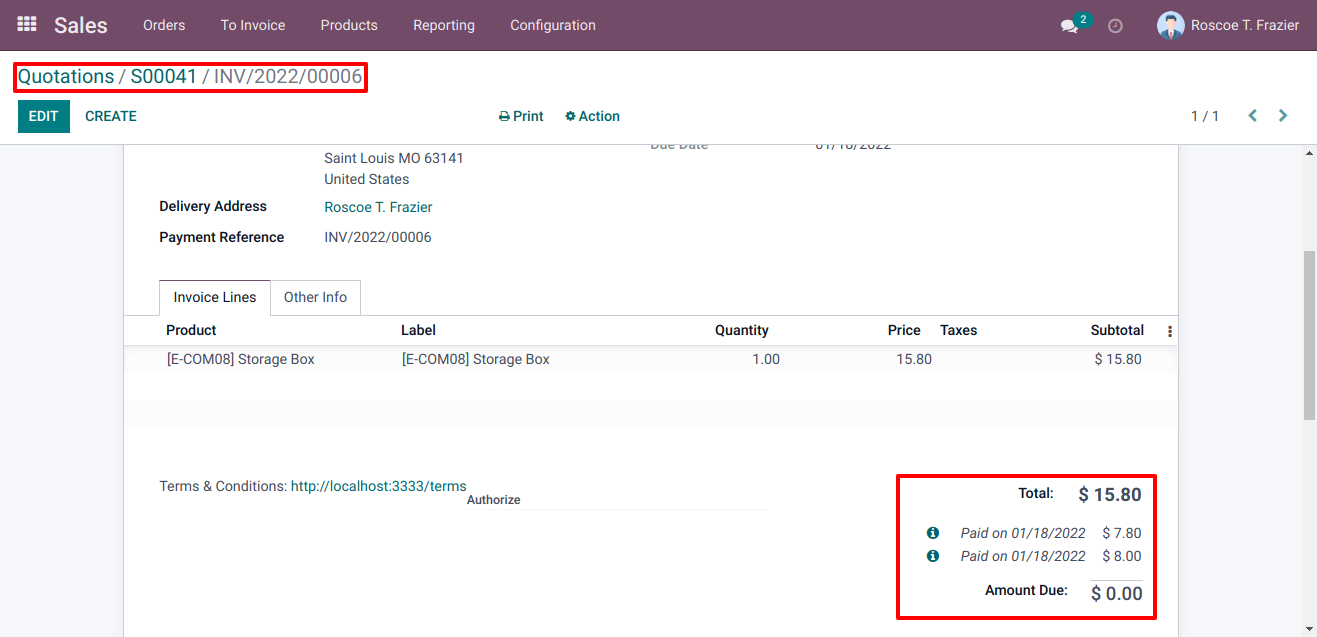 Sales Orders To Invoice Products Reporting Configuration 2 Roscoe T. Frazier
Quotations / S00041 / INV/2022/00006
EDIT CREATE Print Action 1 / 1
Due Date 01/18/2022
Saint Louis MO 63141
United States
Delivery Address Roscoe T. Frazier
Payment Reference INV/2022/00006
Invoice Lines Other Info
Product Label Quantity Price Taxes Subtotal
[E-COM08] Storage Box [E-COM08] Storage Box 1.00 15.80 $ 15.80
Terms & Conditions: http://localhost:3333/terms
Authorize
Total: $ 15.80
Paid on 01/18/2022 $ 7.80
Paid on 01/18/2022 $ 8.00
Amount Due: $ 0.00